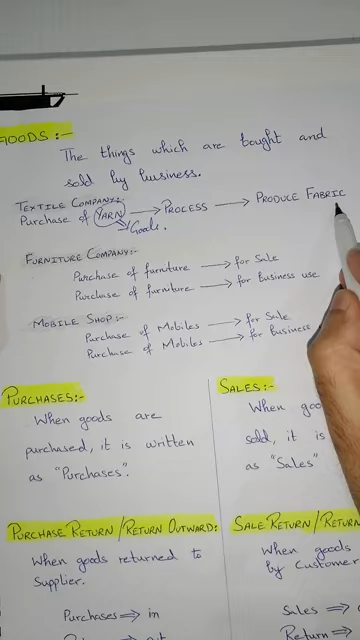 GOODS:-
The things which are bought and
sold by business.
TEXTILE COMPANY:-
Purchase of YARN → PROCESS → PRODUCE FABRIC
Goods.
FURNITURE COMPANY:-
Purchase of furniture → for Sale
Purchase of furniture → for Business use
MOBILE SHOP:-
Purchase of Mobiles → for Sale
Purchase of Mobiles → for Business
PURCHASES:-
When goods are
purchased, it is written
as "Purchases".
SALES:-
When goo
sold, it is
as "Sales"
PURCHASE RETURN/RETURN OUTWARD:
When goods returned to
Supplier.
Purchases ⇒ in
SALE RETURN/RETURN
When goods
by Customer
Sales ⇒
Return ⇒